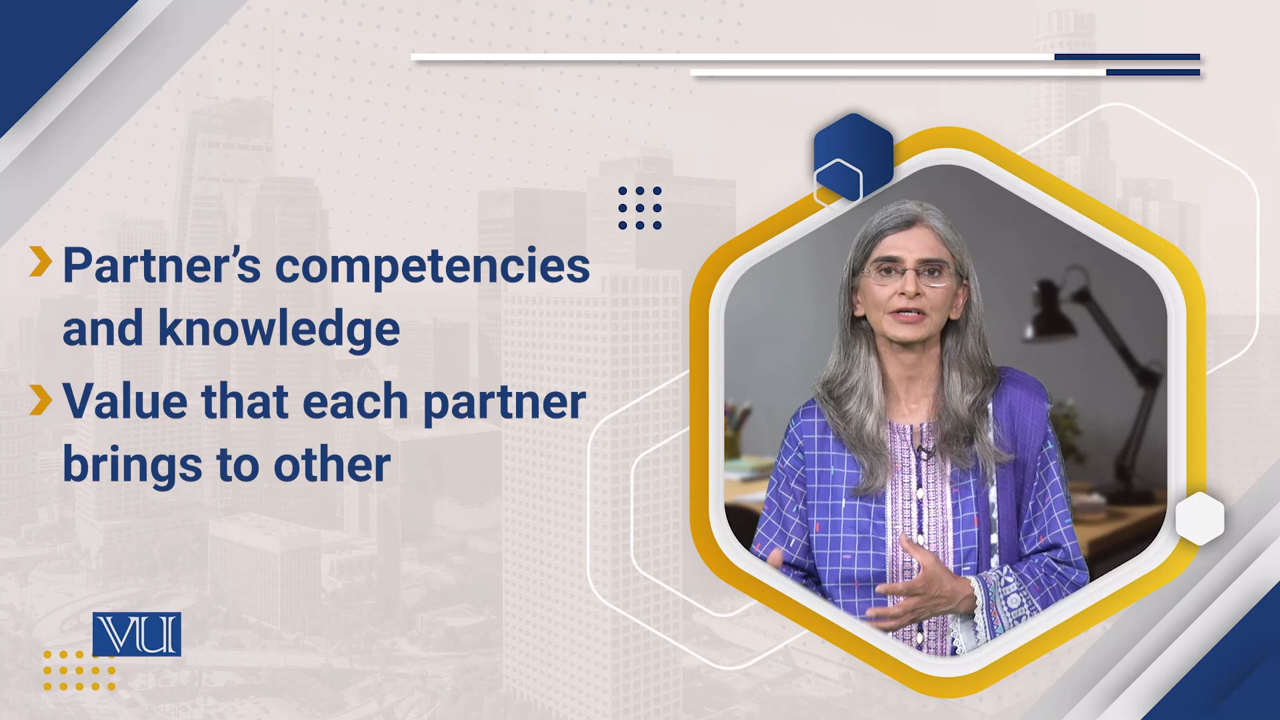 Partner’s competencies
and knowledge
Value that each partner
brings to other
VU